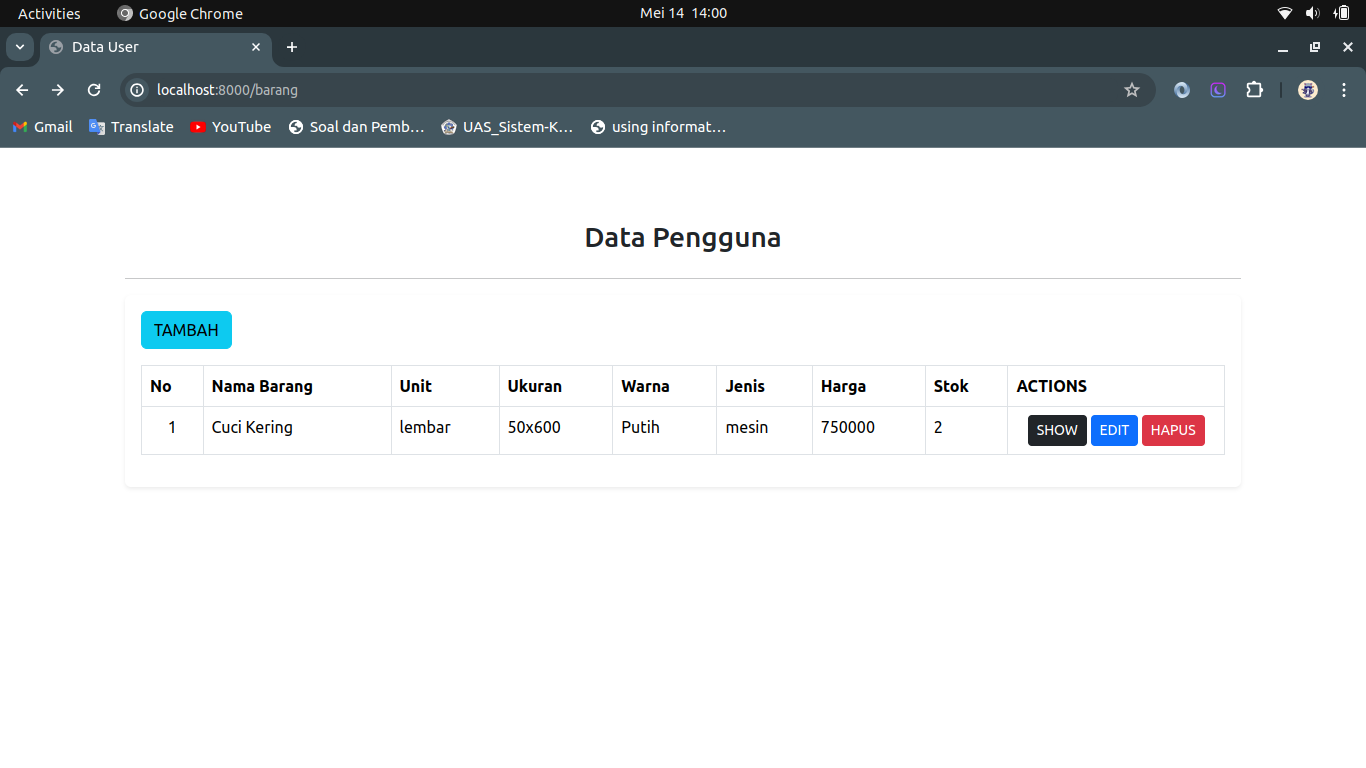 Activities Google Chrome Mei 14 14:00
Data User
localhost:8000/barang
Gmail Translate YouTube Soal dan Pemb… UAS_Sistem-K… using informat…
Data Pengguna
TAMBAH
No Nama Barang Unit Ukuran Warna Jenis Harga Stok ACTIONS
1 Cuci Kering lembar 50x600 Putih mesin 750000 2 SHOW EDIT HAPUS